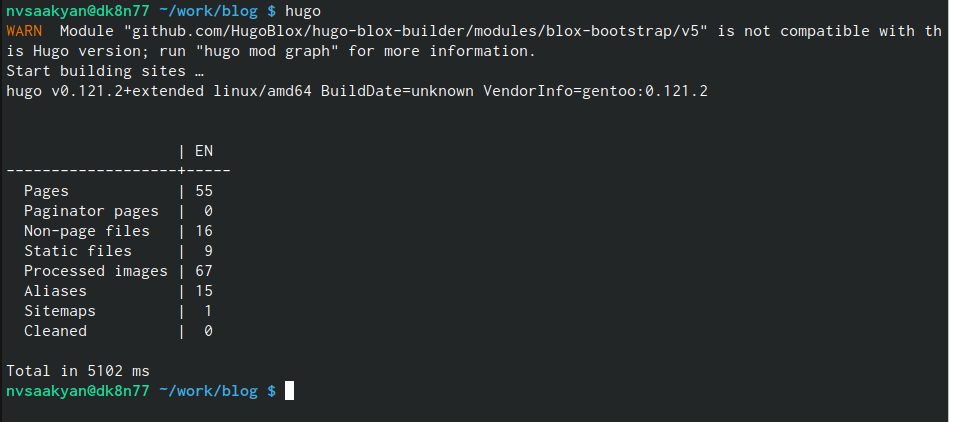 nvsaakyan@dk8n77 ~/work/blog $ hugo
WARN  Module "github.com/HugoBlox/hugo-blox-builder/modules/blox-bootstrap/v5" is not compatible with th
is Hugo version; run "hugo mod graph" for more information.
Start building sites …
hugo v0.121.2+extended linux/amd64 BuildDate=unknown VendorInfo=gentoo:0.121.2
                   | EN
-------------------+-----
  Pages            | 55
  Paginator pages  |  0
  Non-page files   | 16
  Static files     |  9
  Processed images | 67
  Aliases          | 15
  Sitemaps         |  1
  Cleaned          |  0
Total in 5102 ms
nvsaakyan@dk8n77 ~/work/blog $